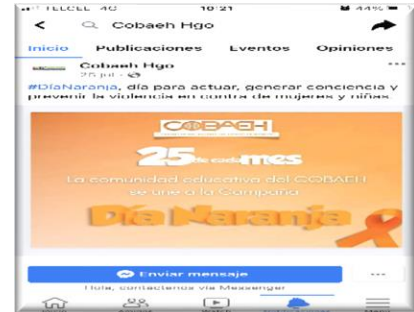 TELCEL 4G 10:21 44%
Cobaeh Hgo
Inicio Publicaciones Eventos Opiniones
Cobaeh Hgo
25 jul
#DíaNaranja, día para actuar, generar conciencia y
prevenir la violencia en contra de mujeres y niñas
COBAEH
25 de cada mes
La comunidad educativa del COBAEH
se une a la Campaña
Día Naranja
Enviar mensaje
Hola, contáctenos vía Messenger